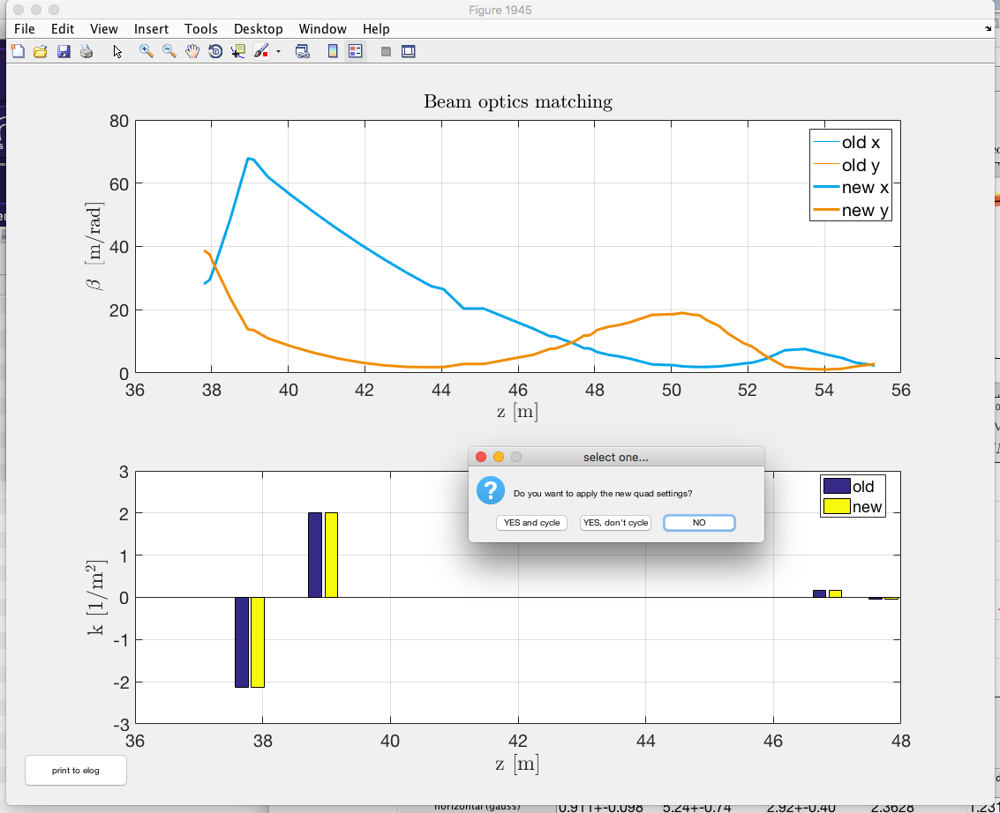 Figure 1945
File Edit View Insert Tools Desktop Window Help
Beam optics matching
80
60
40
20
0
β [m/rad]
36 38 40 42 44 46 48 50 52 54 56
z [m]
old x
old y
new x
new y
select one...
Do you want to apply the new quad settings?
YES and cycle YES, don't cycle NO
3
2
1
0
-1
-2
-3
k [1/m²]
old
new
36 38 40 42 44 46 48
z [m]
print to elog
horizontal(gauss) 0.911+-0.098 5.24+-0.74 2.92+-0.40 2.3628 1.231